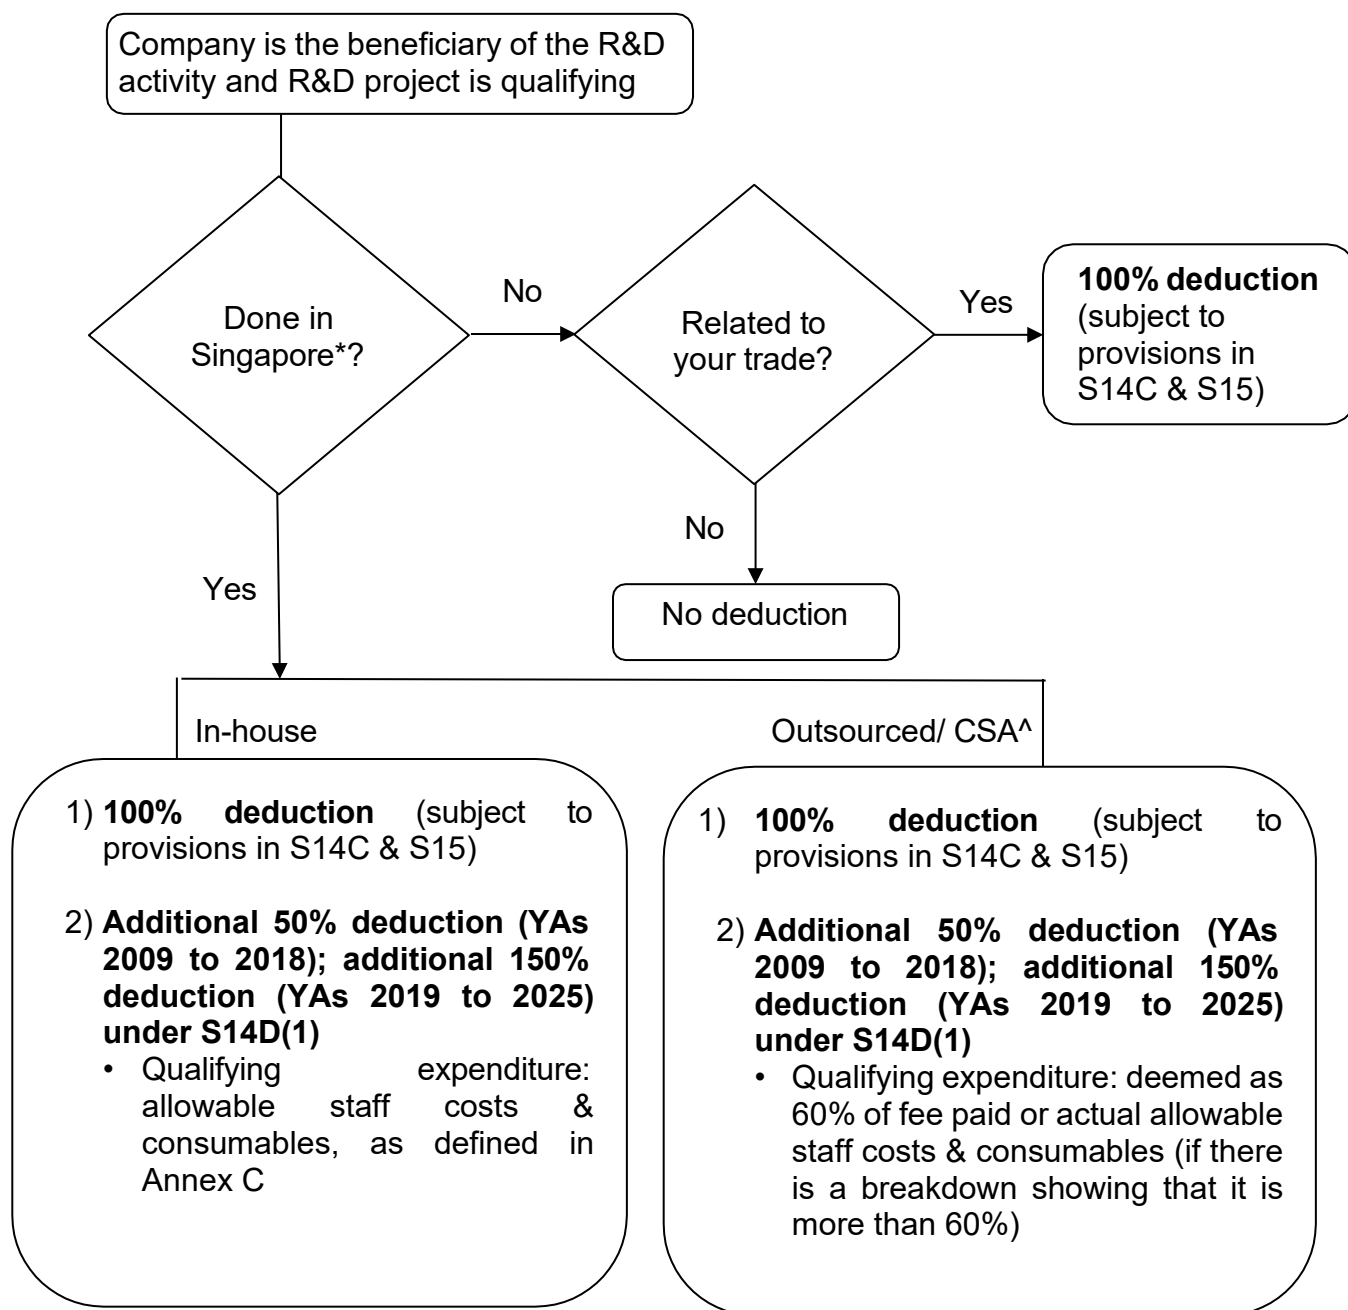 Company is the beneficiary of the R&D
activity and R&D project is qualifying
Done in
Singapore*?
No
Related to
your trade?
Yes
100% deduction
(subject to
provisions in
S14C & S15)
No
No deduction
Yes
In-house
Outsourced/ CSA^
1) 100% deduction (subject to
provisions in S14C & S15)
2) Additional 50% deduction (YAs
2009 to 2018); additional 150%
deduction (YAs 2019 to 2025)
under S14D(1)
• Qualifying expenditure:
allowable staff costs &
consumables, as defined in
Annex C
1) 100% deduction (subject to
provisions in S14C & S15)
2) Additional 50% deduction (YAs
2009 to 2018); additional 150%
deduction (YAs 2019 to 2025)
under S14D(1)
• Qualifying expenditure: deemed as
60% of fee paid or actual allowable
staff costs & consumables (if there
is a breakdown showing that it is
more than 60%)